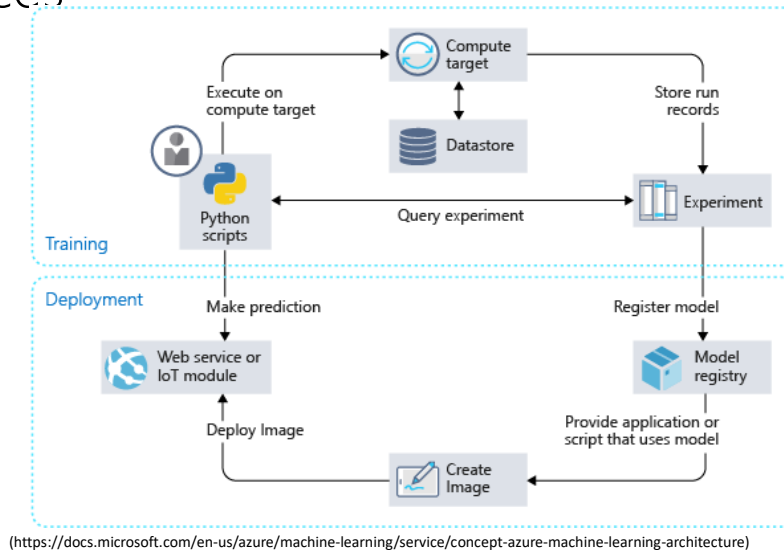 Compute
target
Execute on
compute target
Store run
records
Datastore
Python
scripts
Query experiment
Experiment
Training
Deployment
Make prediction
Register model
Web service or
IoT module
Model
registry
Deploy Image
Provide application or
script that uses model
Create
Image
(https://docs.microsoft.com/en-us/azure/machine-learning/service/concept-azure-machine-learning-architecture)